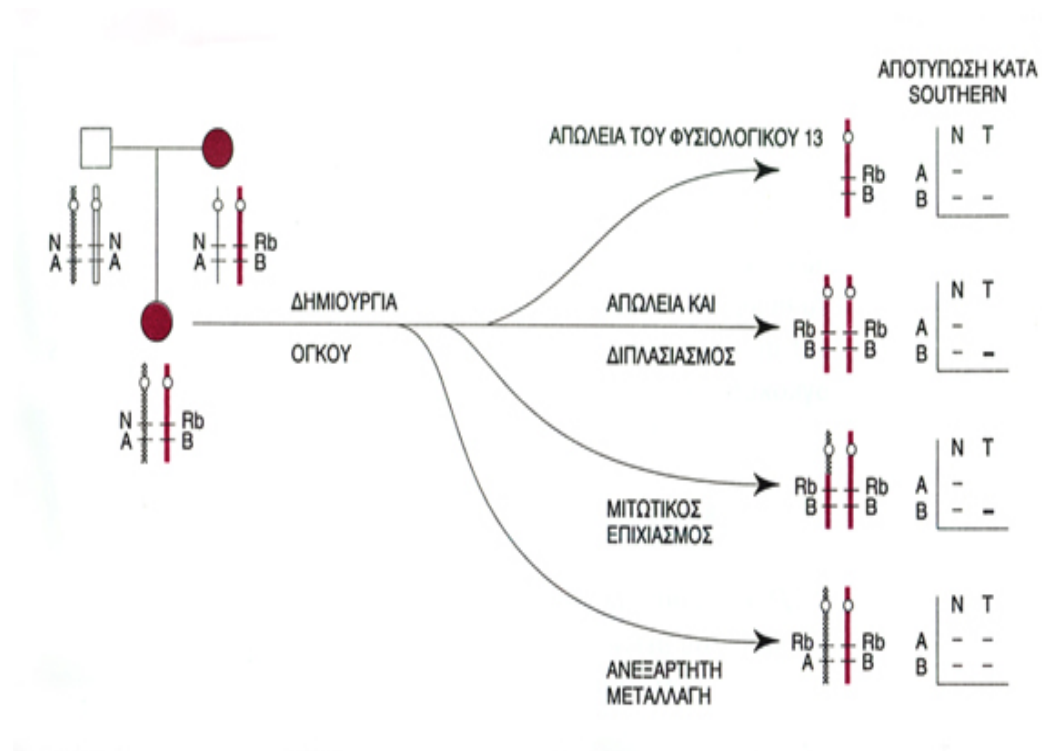 ΑΠΟΤΥΠΩΣΗ ΚΑΤΑ
SOUTHERN
ΑΠΩΛΕΙΑ ΤΟΥ ΦΥΣΙΟΛΟΓΙΚΟΥ 13
N T
Rb
B
A
B
N N
A A
N Rb
A B
ΔΗΜΙΟΥΡΓΙΑ
ΟΓΚΟΥ
ΑΠΩΛΕΙΑ ΚΑΙ
ΔΙΠΛΑΣΙΑΣΜΟΣ
Rb Rb
B B
N T
A
B
N Rb
A B
ΜΙΤΩΤΙΚΟΣ
ΕΠΙΧΙΑΣΜΟΣ
Rb Rb
B B
N T
A
B
ΑΝΕΞΑΡΤΗΤΗ
ΜΕΤΑΛΛΑΓΗ
Rb Rb
A B
N T
A
B